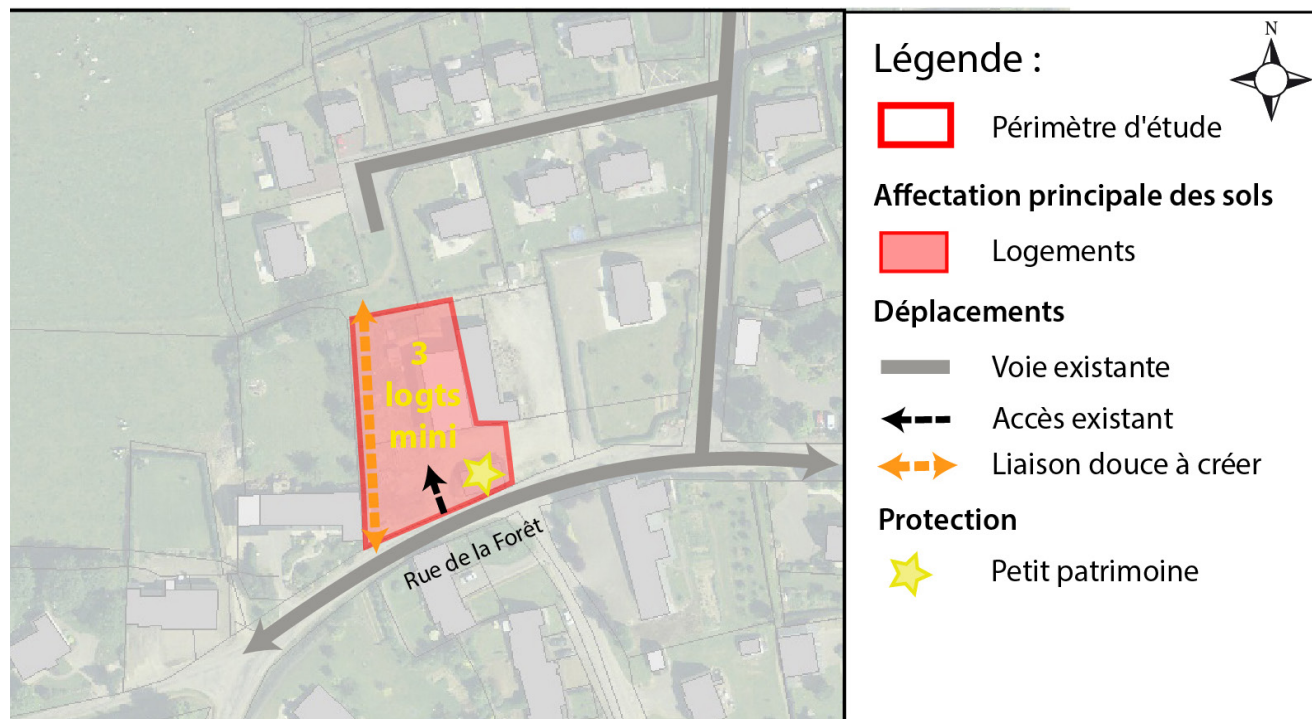 3
logts
mini
Rue de la Forêt
Légende :
N
Périmètre d'étude
Affectation principale des sols
Logements
Déplacements
Voie existante
Accès existant
Liaison douce à créer
Protection
Petit patrimoine